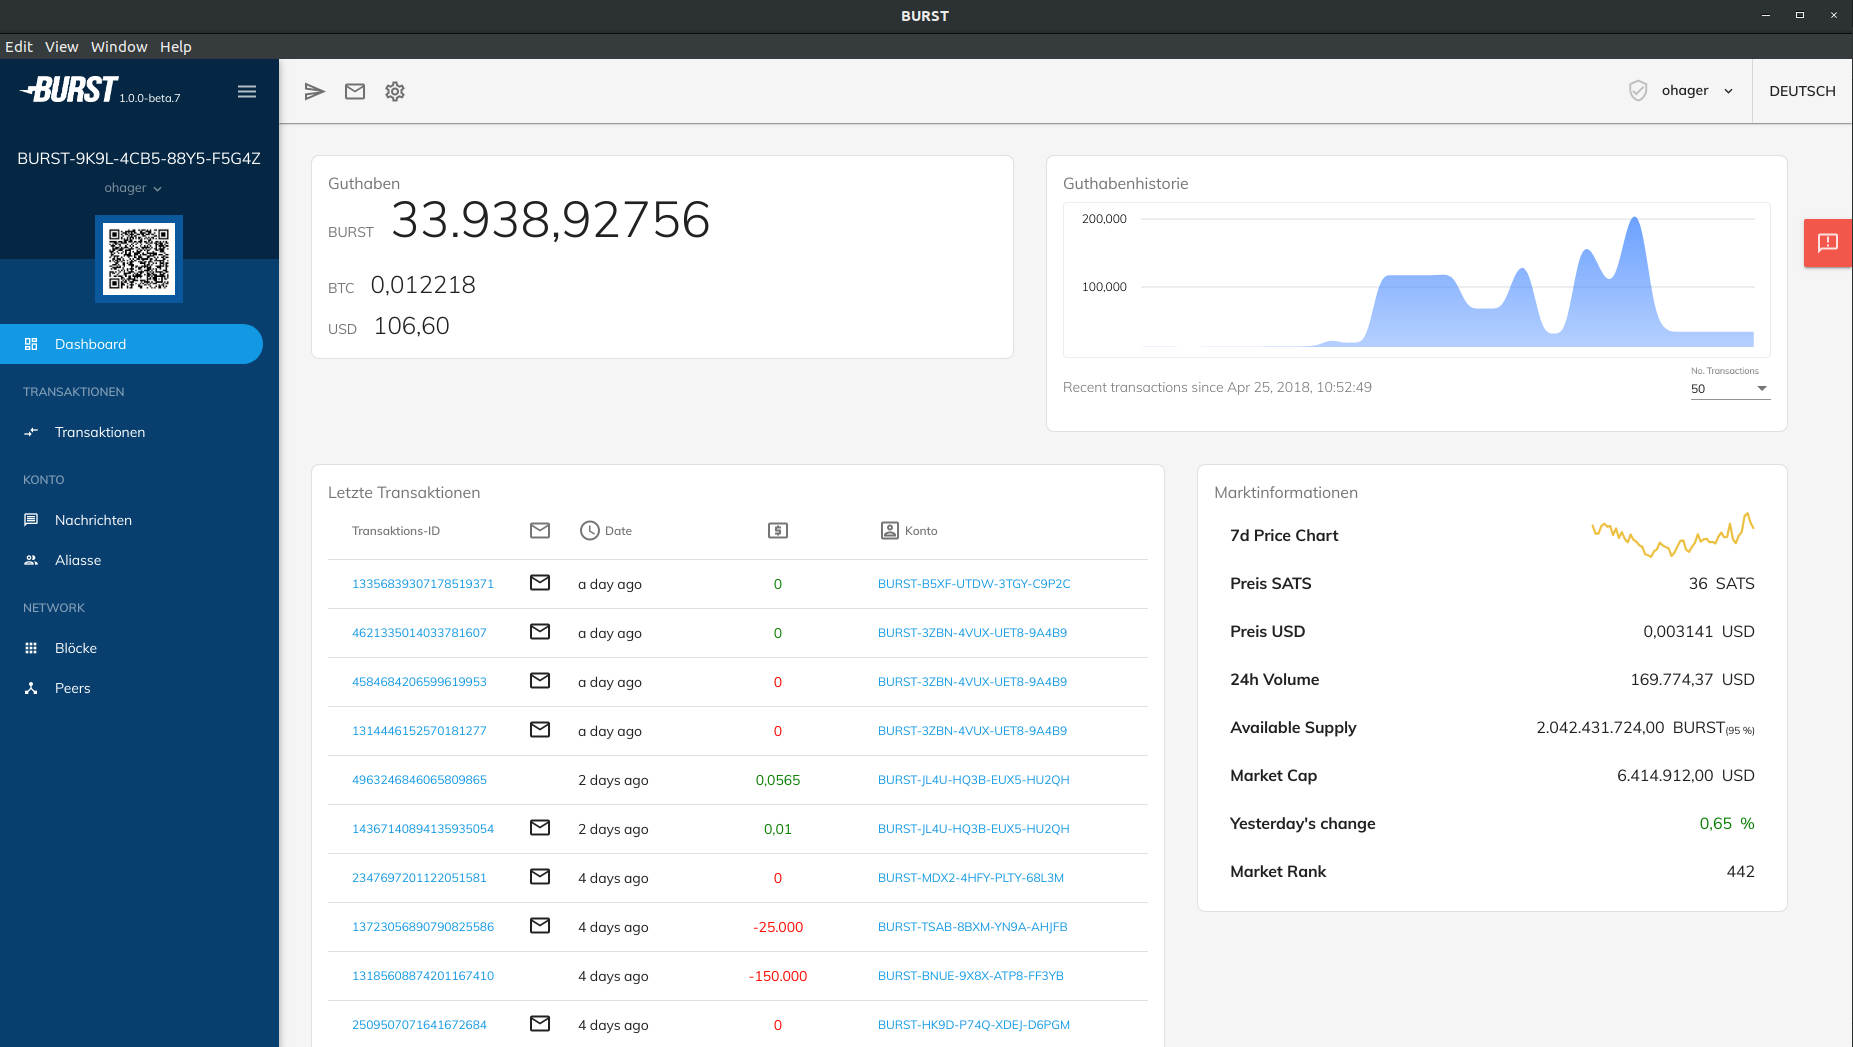 BURST
Edit View Window Help
BURST 1.0.0-beta.7
ohager
DEUTSCH
BURST-9K9L-4CB5-88Y5-F5G4Z
ohager
Dashboard
TRANSAKTIONEN
Transaktionen
KONTO
Nachrichten
Aliasse
NETWORK
Blöcke
Peers
Guthaben
BURST 33.938,92756
BTC 0,012218
USD 106,60
Guthabenhistorie
200,000
100,000
Recent transactions since Apr 25, 2018, 10:52:49
No. Transactions
50
Letzte Transaktionen
Transaktions-ID Date Konto
13356839307178519371 a day ago 0 BURST-B5XF-UTDW-3TGY-C9P2C
4621335014033781607 a day ago 0 BURST-3ZBN-4VUX-UET8-9A4B9
4584684206599619953 a day ago 0 BURST-3ZBN-4VUX-UET8-9A4B9
1314446152570181277 a day ago 0 BURST-3ZBN-4VUX-UET8-9A4B9
4963246846065809865 2 days ago 0,0565 BURST-JL4U-HQ3B-EUX5-HU2QH
14367140894135935054 2 days ago 0,01 BURST-JL4U-HQ3B-EUX5-HU2QH
2347697201122051581 4 days ago 0 BURST-MDX2-4HFY-PLTY-68L3M
13723056890790825586 4 days ago -25.000 BURST-TSAB-8BXM-YN9A-AHJFB
13185608874201167410 4 days ago -150.000 BURST-BNUE-9X8X-ATP8-FF3YB
2509507071641672684 4 days ago 0 BURST-HK9D-P74Q-XDEJ-D6PGM
Marktinformationen
7d Price Chart
Preis SATS 36 SATS
Preis USD 0,003141 USD
24h Volume 169.774,37 USD
Available Supply 2.042.431.724,00 BURST(95 %)
Market Cap 6.414.912,00 USD
Yesterday's change 0,65 %
Market Rank 442